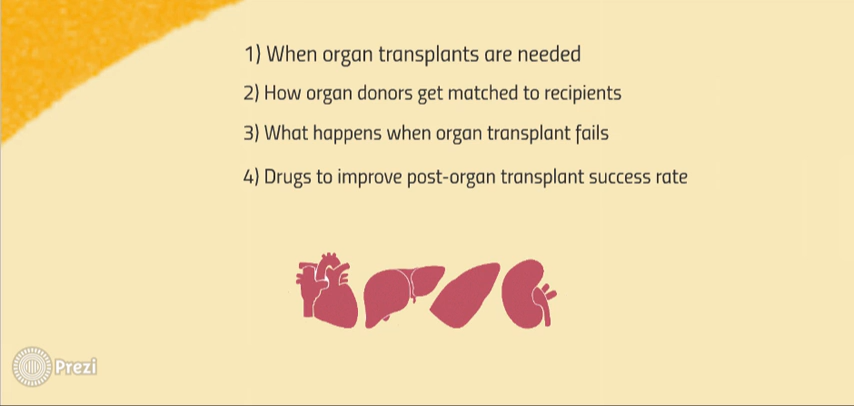 1) When organ transplants are needed
2) How organ donors get matched to recipients
3) What happens when organ transplant fails
4) Drugs to improve post-organ transplant success rate
Prezi